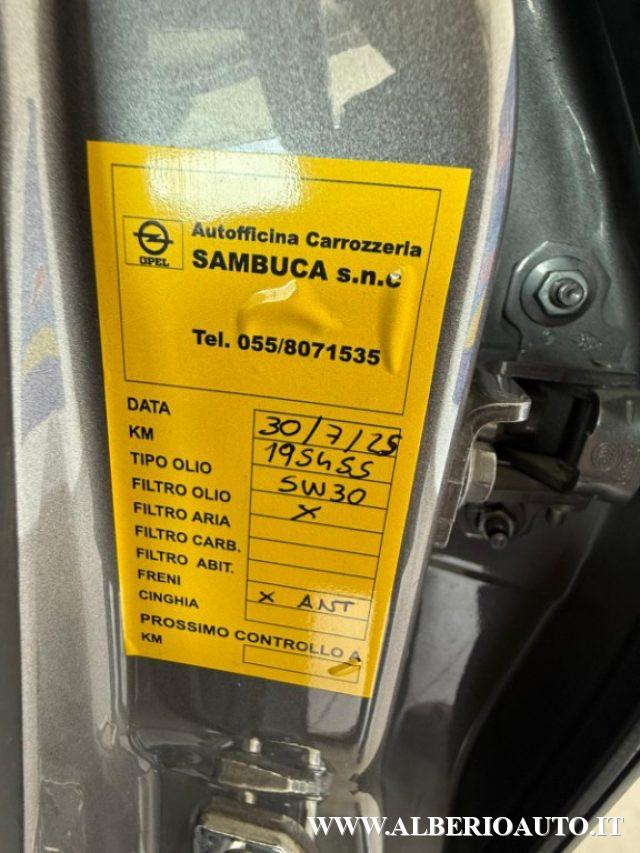 OPEL
Autofficina Carrozzeria
SAMBUCA s.n.c
Tel. 055/8071535
DATA 30/7/25
KM 195455
TIPO OLIO 5W30
FILTRO OLIO X
FILTRO ARIA
FILTRO CARB.
FILTRO ABIT.
FRENI X ANT
CINGHIA
PROSSIMO CONTROLLO A
KM
WWW.ALBERIOAUTO.IT